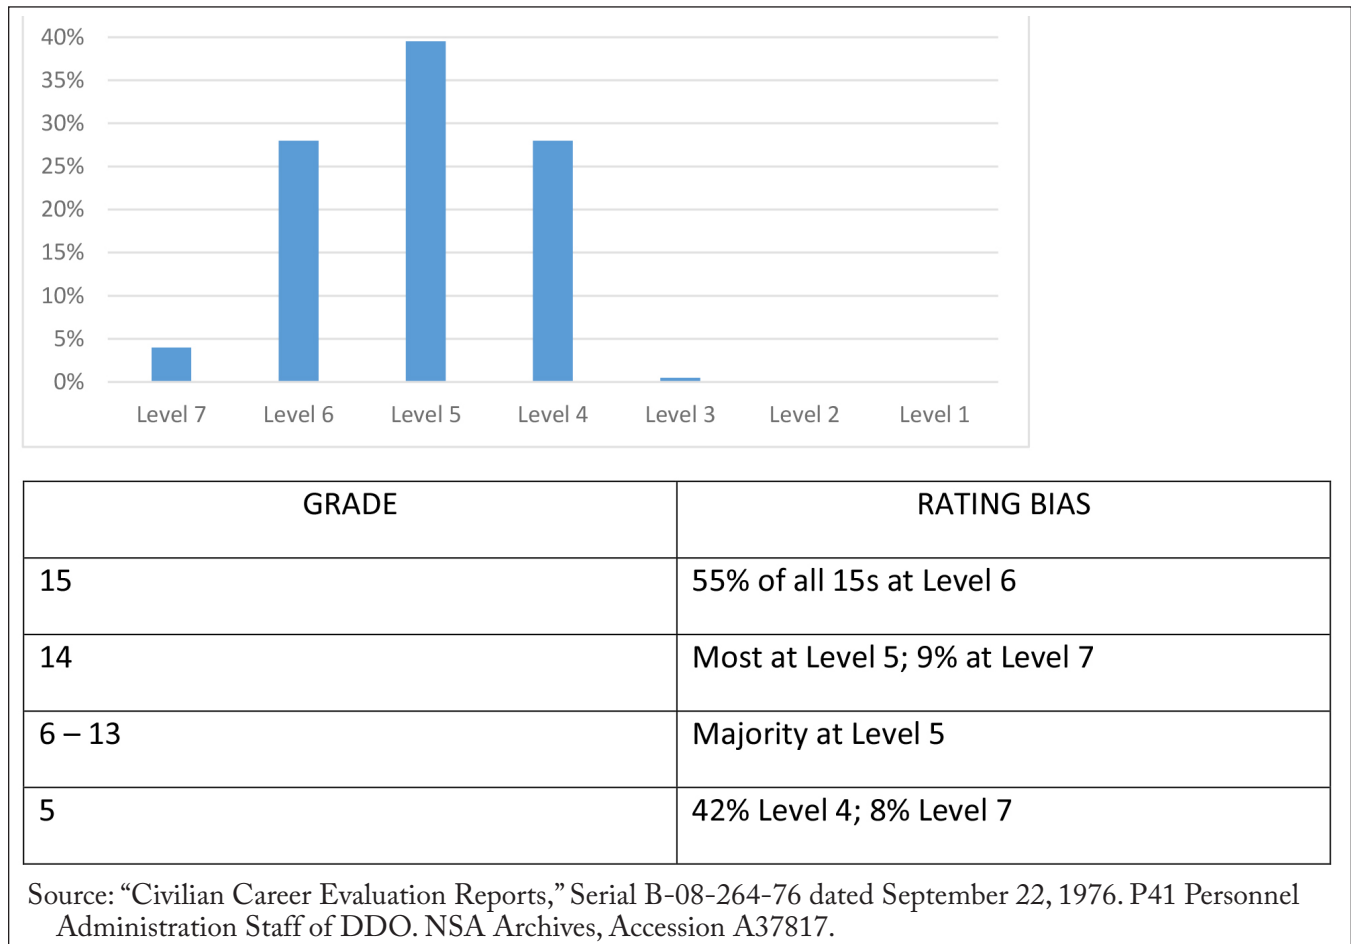 40%
35%
30%
25%
20%
15%
10%
5%
0%
Level 7 Level 6 Level 5 Level 4 Level 3 Level 2 Level 1
GRADE RATING BIAS
15 55% of all 15s at Level 6
14 Most at Level 5; 9% at Level 7
6 – 13 Majority at Level 5
5 42% Level 4; 8% Level 7
Source: “Civilian Career Evaluation Reports,” Serial B-08-264-76 dated September 22, 1976. P41 Personnel
Administration Staff of DDO. NSA Archives, Accession A37817.